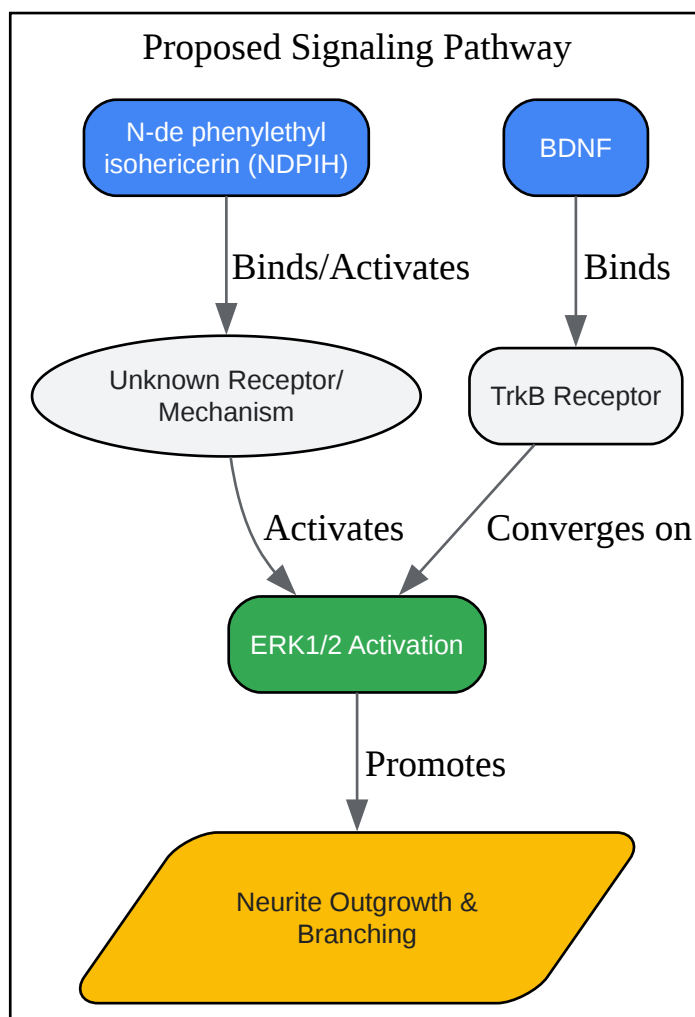 Proposed Signaling Pathway
N-de phenylethyl
isohericerin (NDPIH)
BDNF
Binds/Activates
Binds
Unknown Receptor/
Mechanism
TrkB Receptor
Activates
Converges on
ERK1/2 Activation
Promotes
Neurite Outgrowth &
Branching